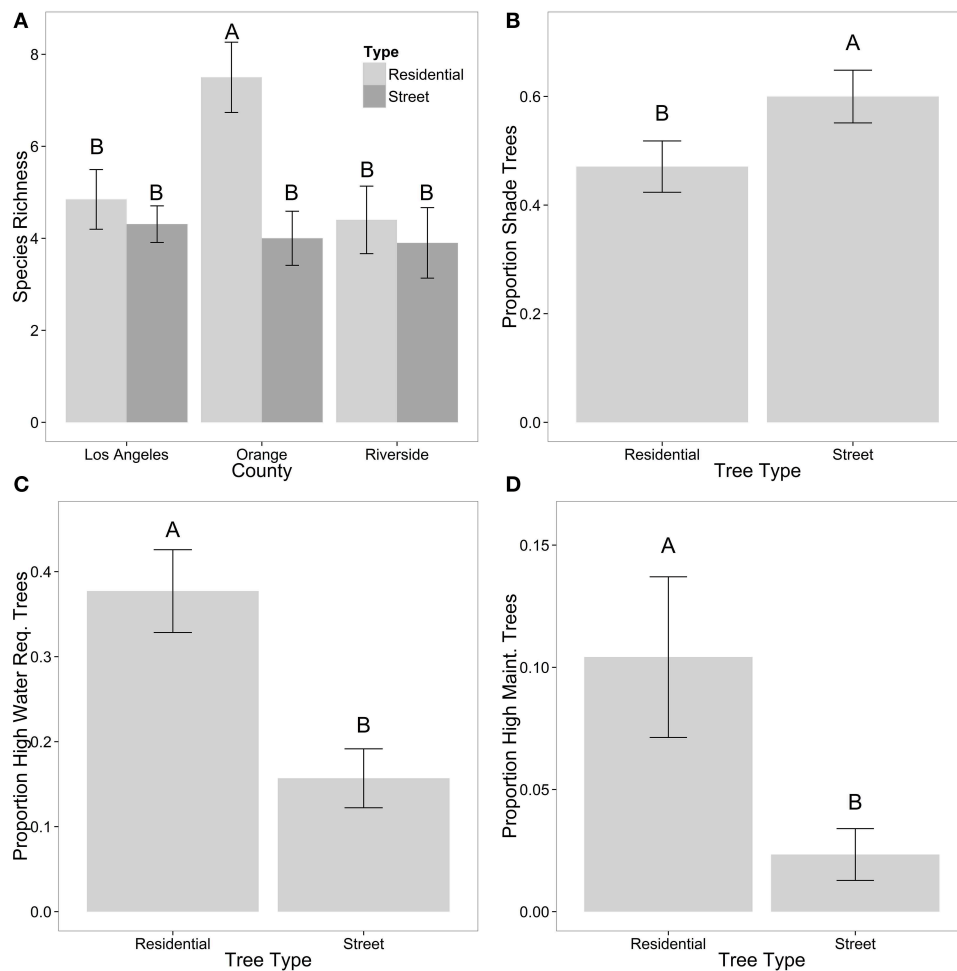 A
Species Richness
8
6
4
2
0
A
B
B
B
B
B
Type
Residential
Street
Los Angeles
Orange
Riverside
County
B
Proportion Shade Trees
0.6
0.4
0.2
0.0
B
A
Residential
Street
Tree Type
C
Proportion High Water Req. Trees
0.4
0.3
0.2
0.1
0.0
A
B
Residential
Street
Tree Type
D
Proportion High Maint. Trees
0.15
0.10
0.05
0.00
A
B
Residential
Street
Tree Type